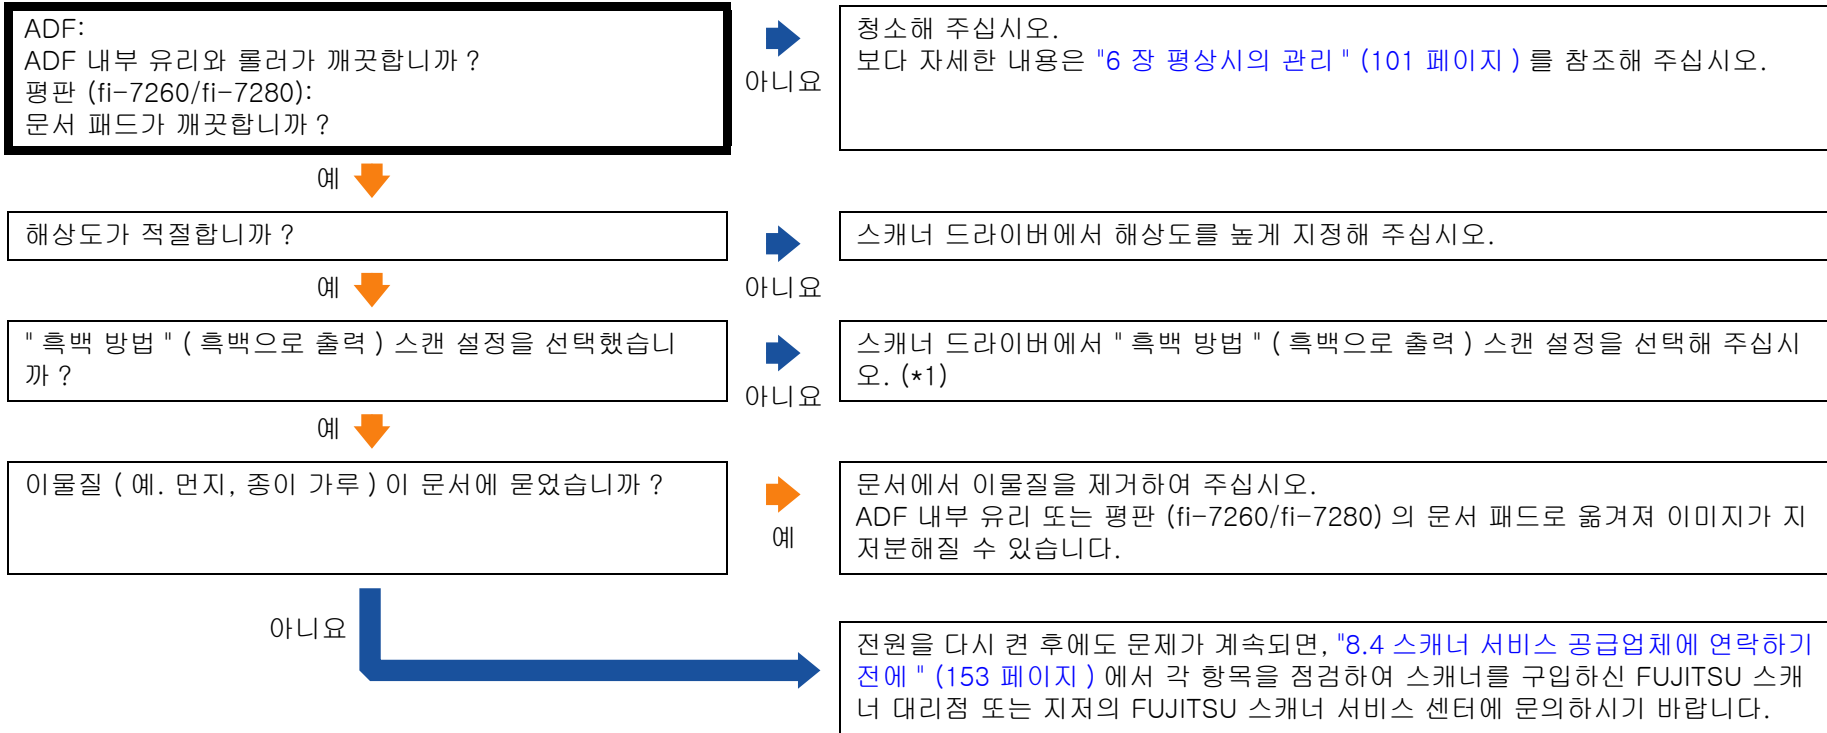 ADF:
ADF 내부 유리와 롤러가 깨끗합니까 ?
평판 (fi-7260/fi-7280):
문서 패드가 깨끗합니까 ?
아니요
청소해 주십시오.
보다 자세한 내용은 "6 장 평상시의 관리 " (101 페이지 ) 를 참조해 주십시오.
예
해상도가 적절합니까 ?
아니요
스캐너 드라이버에서 해상도를 높게 지정해 주십시오.
예
" 흑백 방법 " ( 흑백으로 출력 ) 스캔 설정을 선택했습니
까 ?
아니요
스캐너 드라이버에서 " 흑백 방법 " ( 흑백으로 출력 ) 스캔 설정을 선택해 주십시
오. (*1)
예
이물질 ( 예. 먼지, 종이 가루 ) 이 문서에 묻었습니까 ?
예
문서에서 이물질을 제거하여 주십시오.
ADF 내부 유리 또는 평판 (fi-7260/fi-7280) 의 문서 패드로 옮겨져 이미지가 지
저분해질 수 있습니다.
아니요
전원을 다시 켠 후에도 문제가 계속되면, "8.4 스캐너 서비스 공급업체에 연락하기
전에 " (153 페이지 ) 에서 각 항목을 점검하여 스캐너를 구입하신 FUJITSU 스캐
너 대리점 또는 지저의 FUJITSU 스캐너 서비스 센터에 문의하시기 바랍니다.